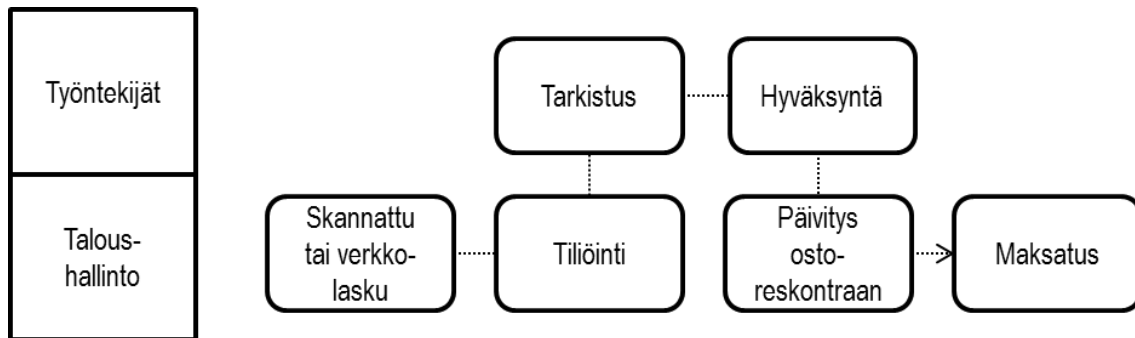 Työntekijät
Tarkistus
Hyväksyntä
Talous-
hallinto
Skannattu
tai verkko-
lasku
Tiliöinti
Päivitys
osto-
reskontraan
Maksatus